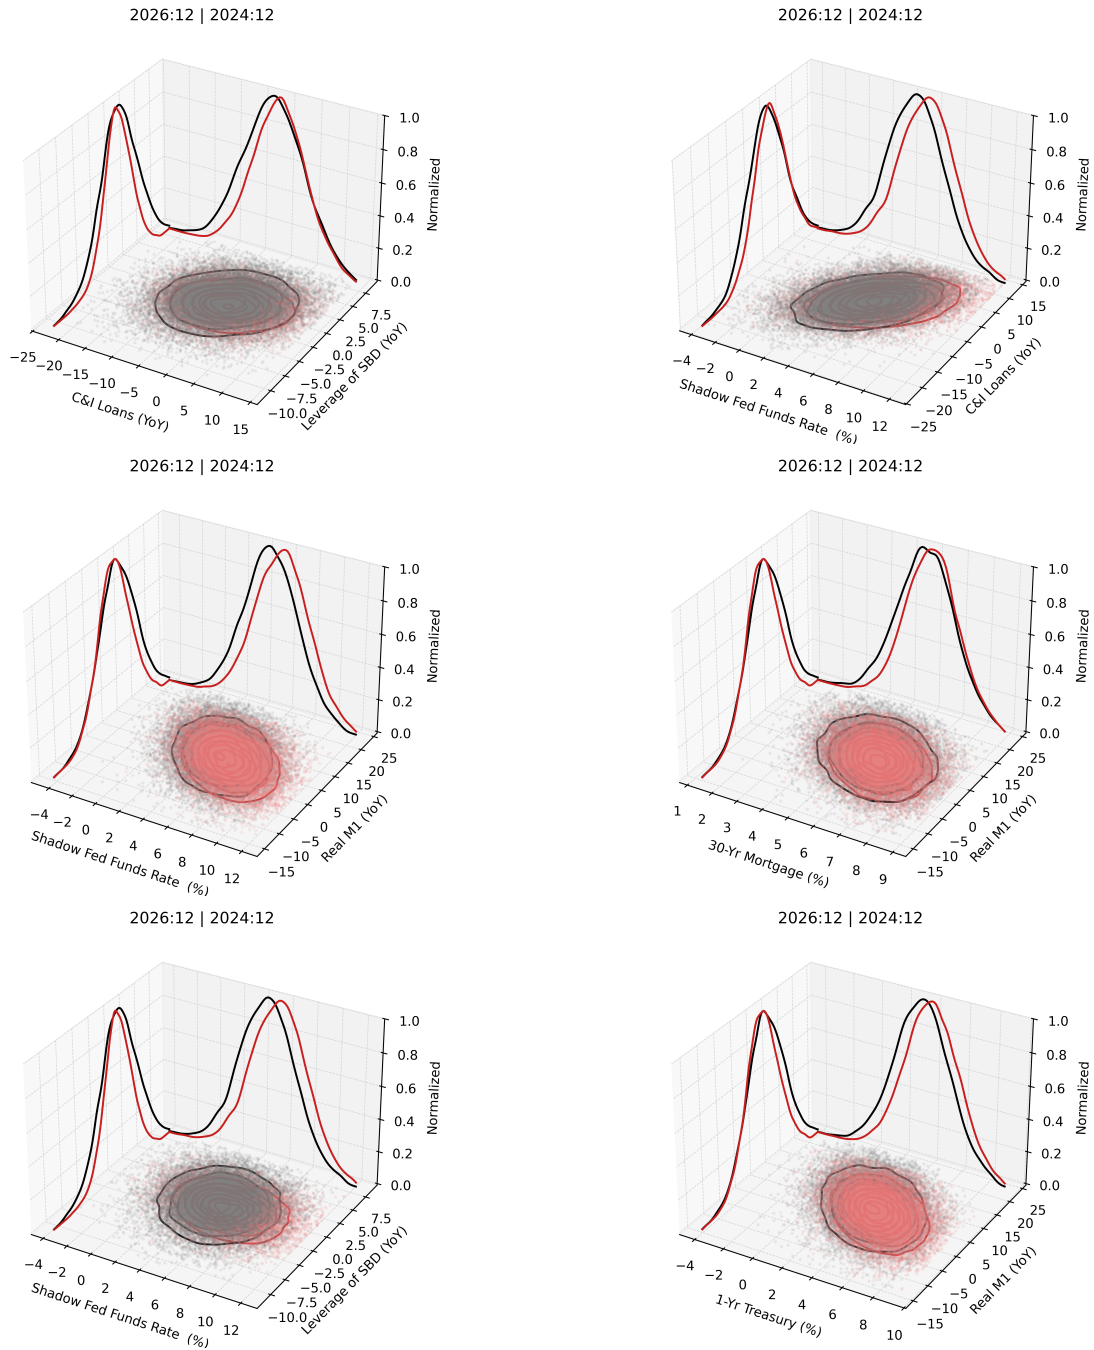 2026:12 | 2024:12
1.0
0.8
0.6
0.4
0.2
0.0
Normalized
−25 −20 −15 −10 −5 0 5 10 15
C&I Loans (YoY)
−10.0 −7.5 −5.0 −2.5 0.0 2.5 5.0 7.5
Leverage of SBD (YoY)
2026:12 | 2024:12
1.0
0.8
0.6
0.4
0.2
0.0
Normalized
−4 −2 0 2 4 6 8 10 12
Shadow Fed Funds Rate (%)
−25 −20 −15 −10 −5 0 5 10 15
C&I Loans (YoY)
2026:12 | 2024:12
1.0
0.8
0.6
0.4
0.2
0.0
Normalized
−4 −2 0 2 4 6 8 10 12
Shadow Fed Funds Rate (%)
−15 −10 −5 0 5 10 15 20 25
Real M1 (YoY)
2026:12 | 2024:12
1.0
0.8
0.6
0.4
0.2
0.0
Normalized
1 2 3 4 5 6 7 8 9
30-Yr Mortgage (%)
−15 −10 −5 0 5 10 15 20 25
Real M1 (YoY)
2026:12 | 2024:12
1.0
0.8
0.6
0.4
0.2
0.0
Normalized
−4 −2 0 2 4 6 8 10 12
Shadow Fed Funds Rate (%)
−10.0 −7.5 −5.0 −2.5 0.0 2.5 5.0 7.5
Leverage of SBD (YoY)
2026:12 | 2024:12
1.0
0.8
0.6
0.4
0.2
0.0
Normalized
−4 −2 0 2 4 6 8 10
1-Yr Treasury (%)
−15 −10 −5 0 5 10 15 20 25
Real M1 (YoY)